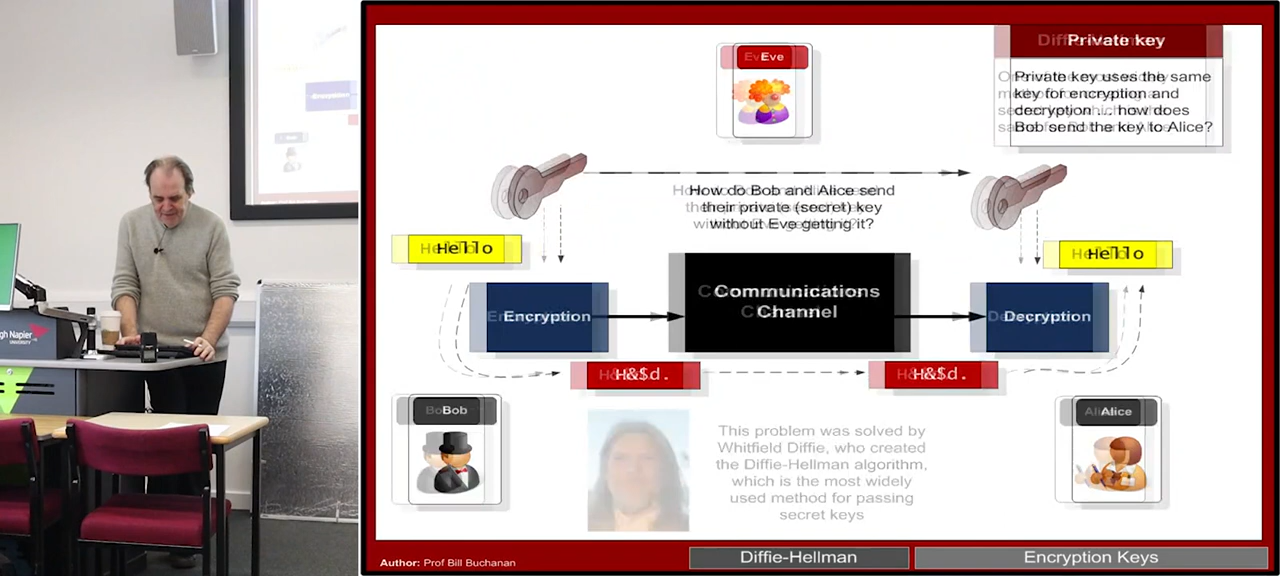 Eve
Private key
Private key uses the same
key for encryption and
decryption ... how does
Bob send the key to Alice?
How do Bob and Alice send
their private (secret) key
without Eve getting it?
Hello
Hello
Communications
Channel
Encryption
Decryption
H&$d.
H&$d.
Bob
Alice
This problem was solved by
Whitfield Diffie, who created
the Diffie-Hellman algorithm,
which is the most widely
used method for passing
secret keys
gh Napier
UNIVERSITY
Author: Prof Bill Buchanan
Diffie-Hellman
Encryption Keys